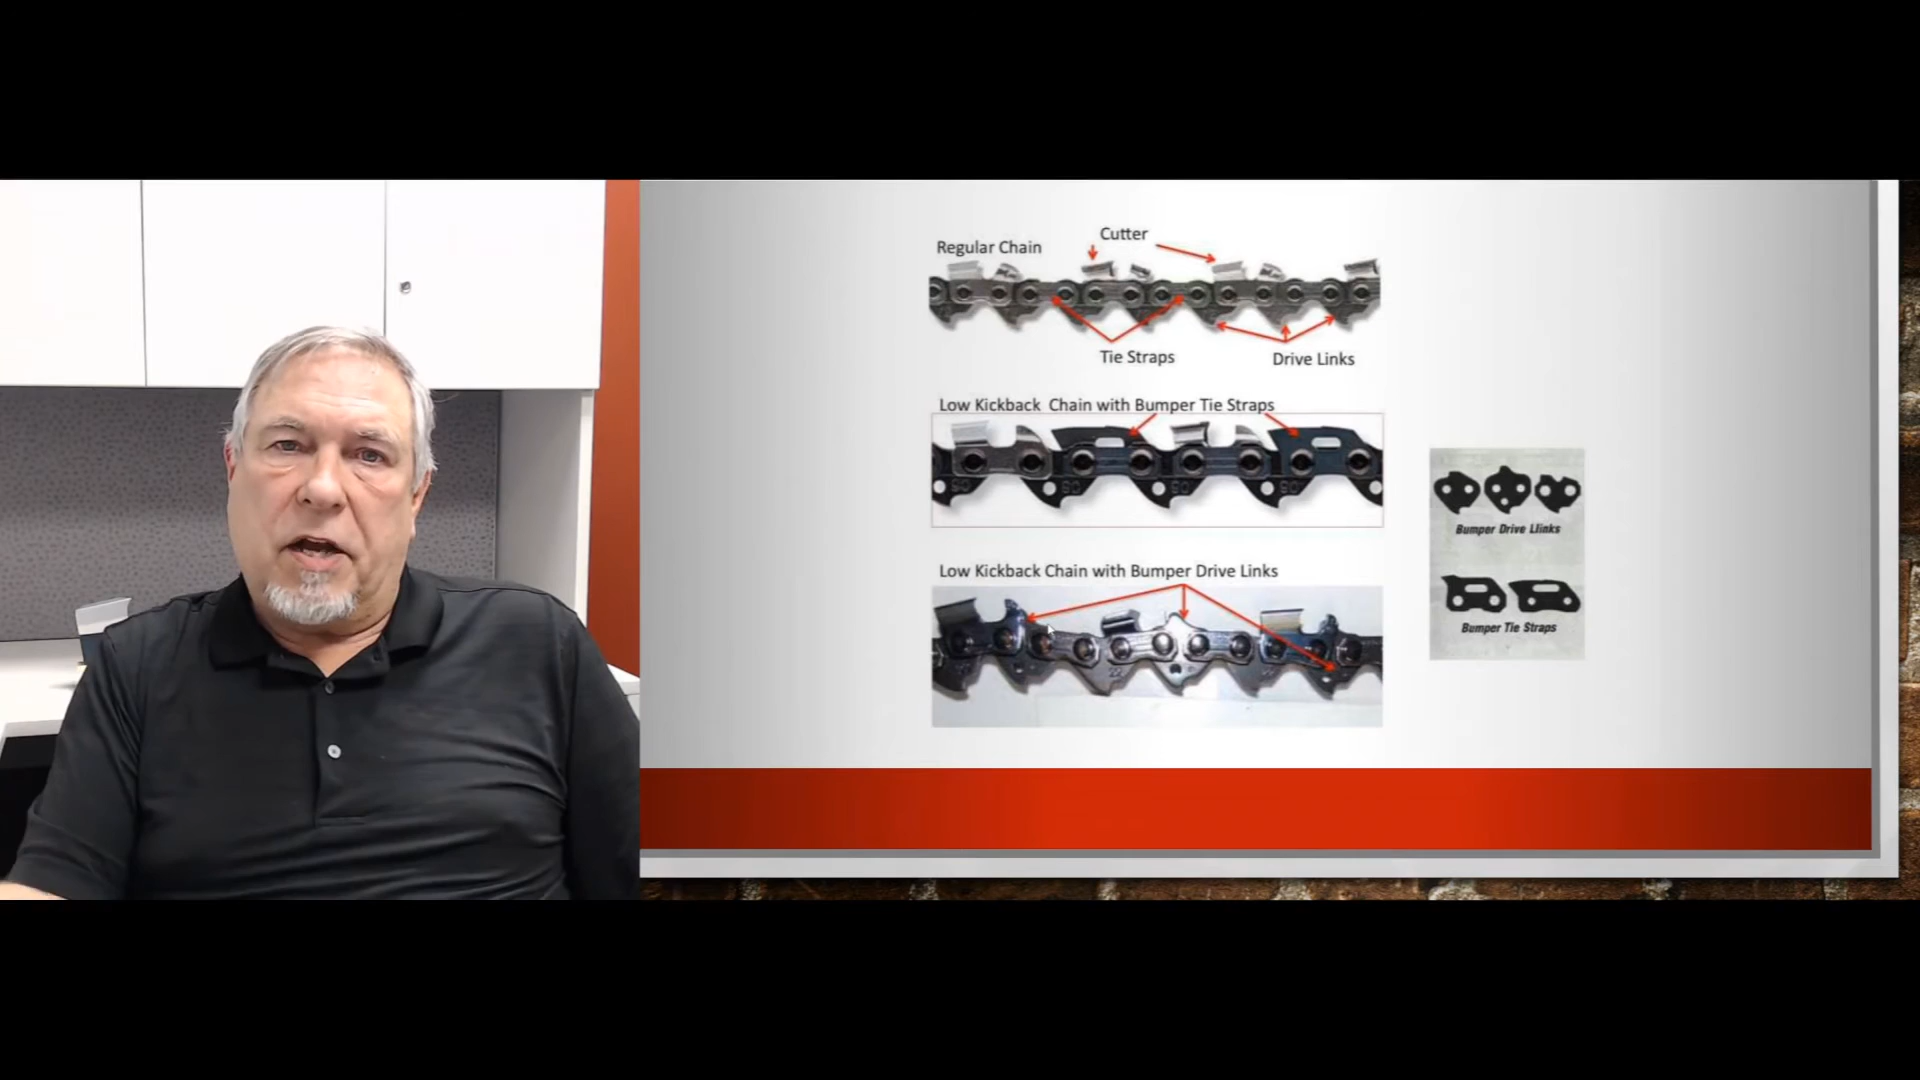 Cutter
Regular Chain
Tie Straps
Drive Links
Low Kickback Chain with Bumper Tie Straps
Low Kickback Chain with Bumper Drive Links
Bumper Drive Llinks
Bumper Tie Straps